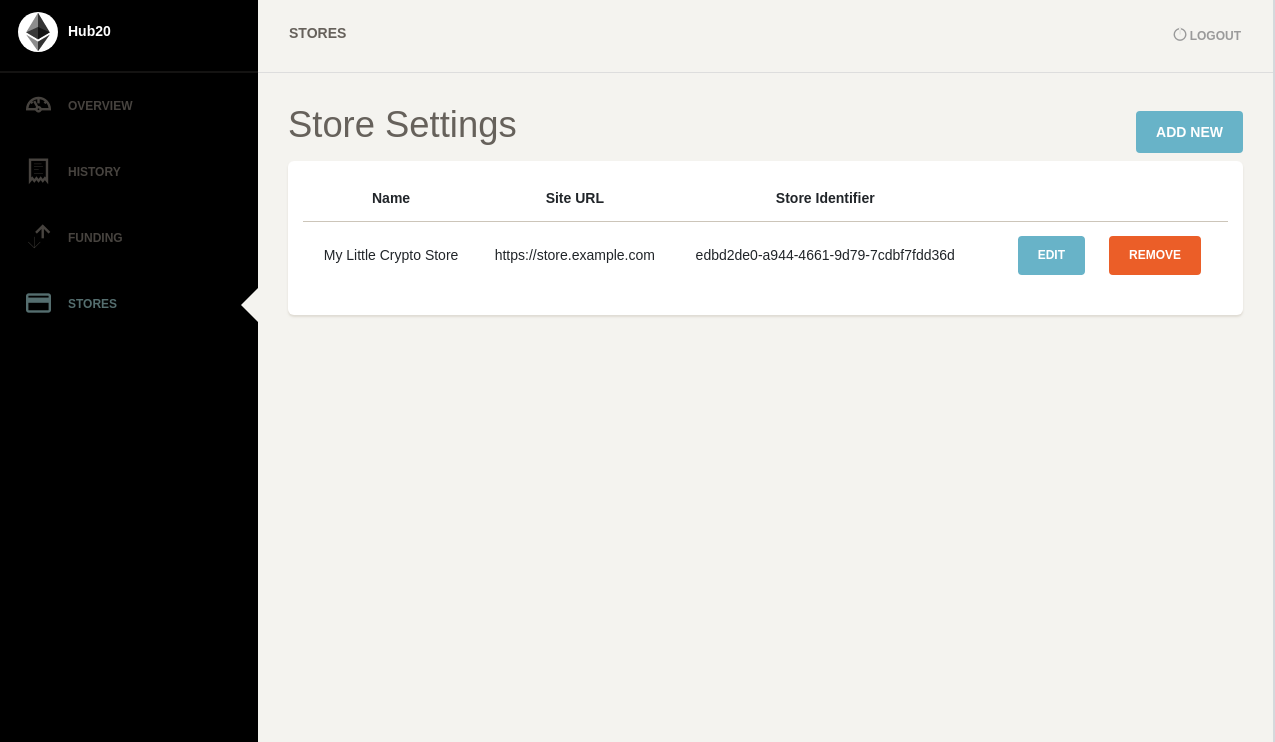 Hub20
STORES
LOGOUT
OVERVIEW
HISTORY
FUNDING
STORES
Store Settings
ADD NEW
Name Site URL Store Identifier
My Little Crypto Store https://store.example.com edbd2de0-a944-4661-9d79-7cdbf7fdd36d EDIT REMOVE